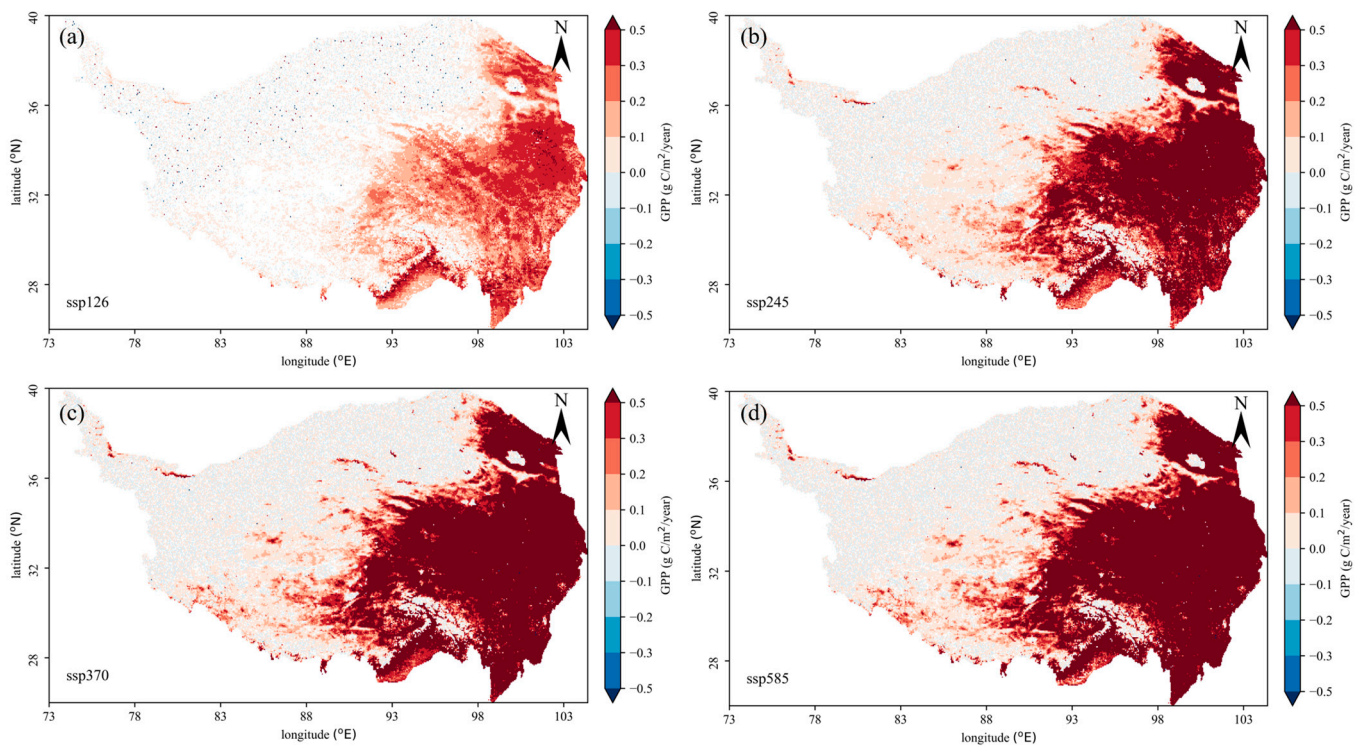 (a)
N
40
36
32
28
latitude (°N)
73 78 83 88 93 98 103
longitude (°E)
ssp126
0.5
0.3
0.2
0.1
0.0
−0.1
−0.2
−0.3
−0.5
GPP (g C/m²/year)
(b)
N
40
36
32
28
latitude (°N)
73 78 83 88 93 98 103
longitude (°E)
ssp245
0.5
0.3
0.2
0.1
0.0
−0.1
−0.2
−0.3
−0.5
GPP (g C/m²/year)
(c)
N
40
36
32
28
latitude (°N)
73 78 83 88 93 98 103
longitude (°E)
ssp370
0.5
0.3
0.2
0.1
0.0
−0.1
−0.2
−0.3
−0.5
GPP (g C/m²/year)
(d)
N
40
36
32
28
latitude (°N)
73 78 83 88 93 98 103
longitude (°E)
ssp585
0.5
0.3
0.2
0.1
0.0
−0.1
−0.2
−0.3
−0.5
GPP (g C/m²/year)